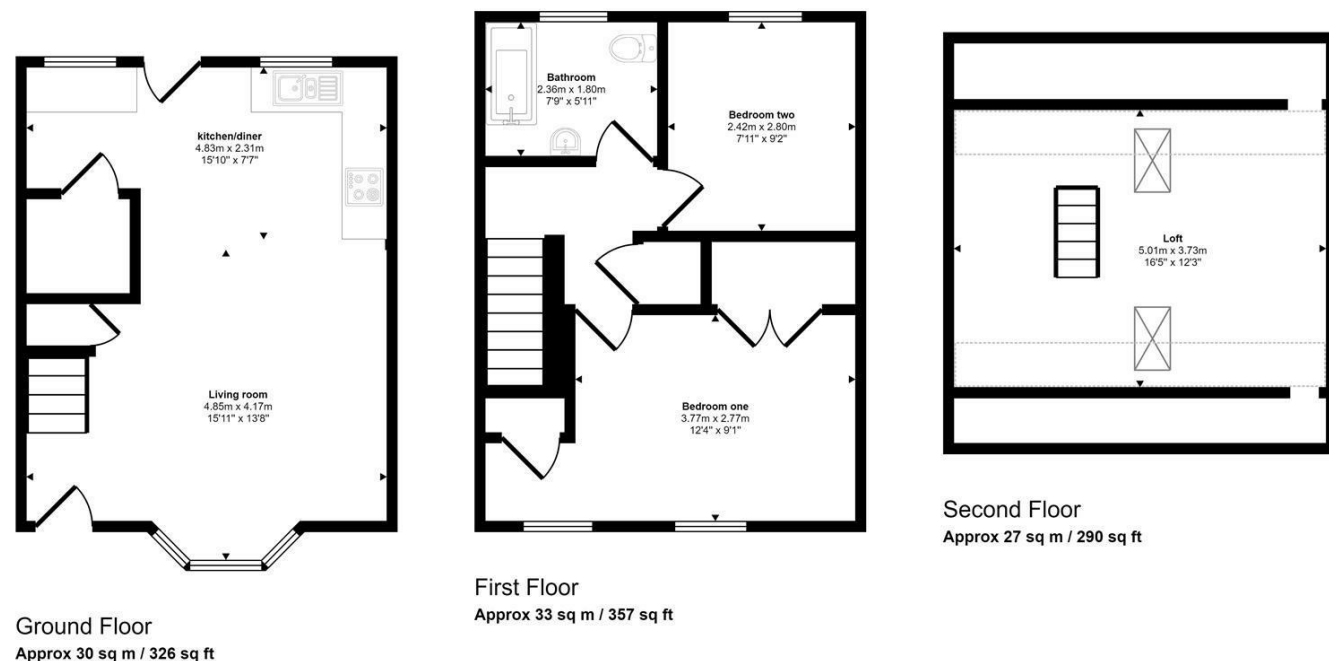 kitchen/diner
4.83m x 2.31m
15'10" x 7'7"
Living room
4.85m x 4.17m
15'11" x 13'8"
Ground Floor
Approx 30 sq m / 326 sq ft
Bathroom
2.36m x 1.80m
7'9" x 5'11"
Bedroom two
2.42m x 2.80m
7'11" x 9'2"
Bedroom one
3.77m x 2.77m
12'4" x 9'1"
First Floor
Approx 33 sq m / 357 sq ft
Loft
5.01m x 3.73m
16'5" x 12'3"
Second Floor
Approx 27 sq m / 290 sq ft